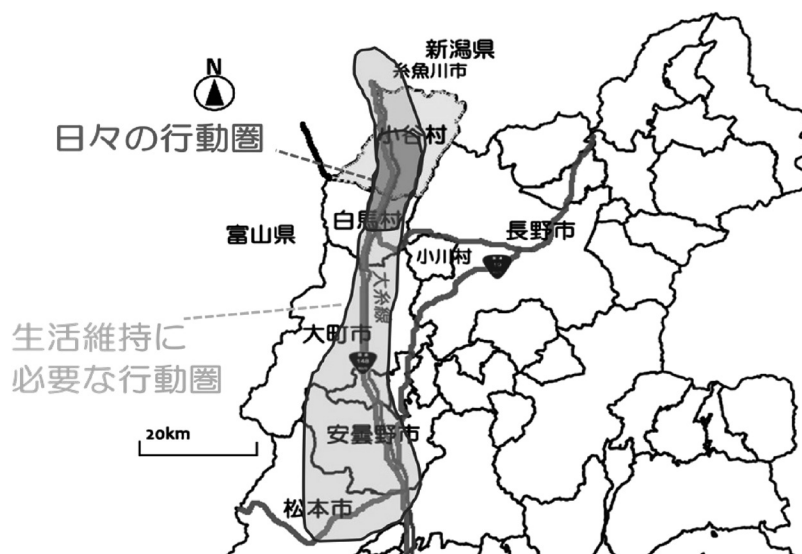 新潟県
糸魚川市
N
日々の行動圏
小谷村
白馬村
富山県
長野市
小川村
大糸線
生活維持に
必要な行動圏
大町市
安曇野市
20km
松本市